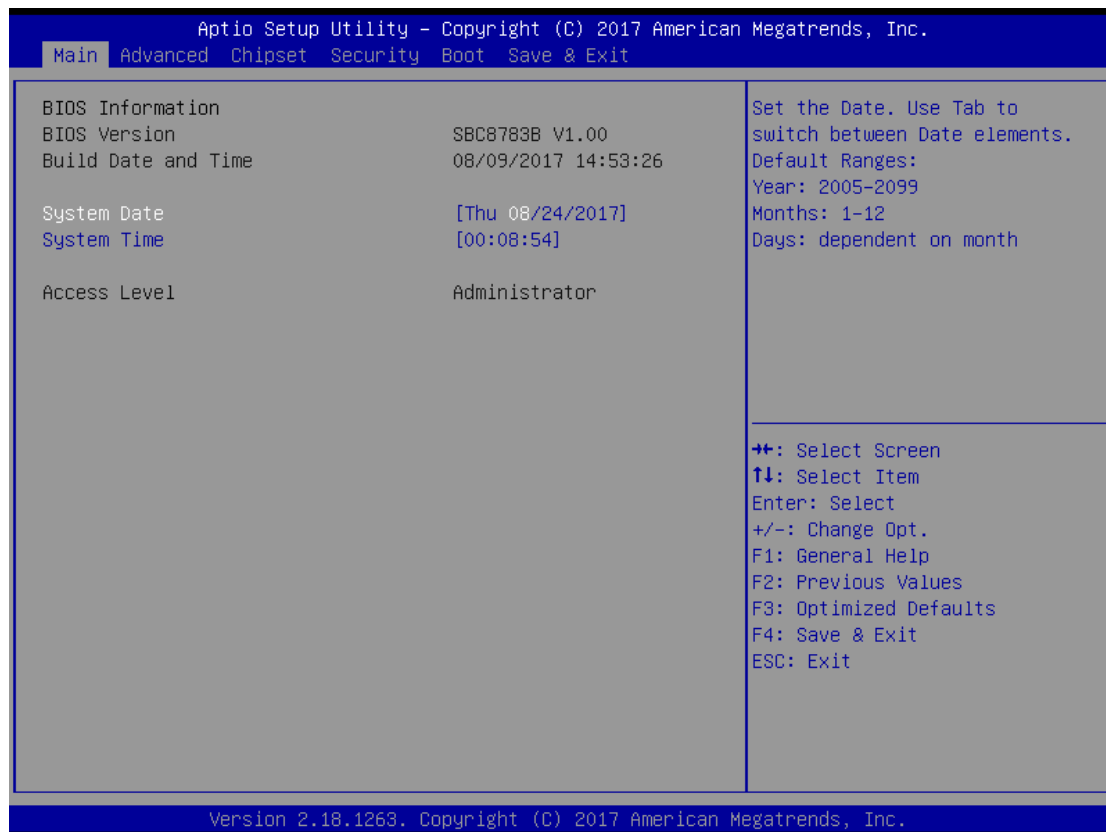 Aptio Setup Utility – Copyright (C) 2017 American Megatrends, Inc.
Main Advanced Chipset Security Boot Save & Exit
BIOS Information
BIOS Version SBC8783B V1.00
Build Date and Time 08/09/2017 14:53:26
System Date [Thu 08/24/2017]
System Time [00:08:54]
Access Level Administrator
Set the Date. Use Tab to
switch between Date elements.
Default Ranges:
Year: 2005-2099
Months: 1-12
Days: dependent on month
→←: Select Screen
↑↓: Select Item
Enter: Select
+/-: Change Opt.
F1: General Help
F2: Previous Values
F3: Optimized Defaults
F4: Save & Exit
ESC: Exit
Version 2.18.1263. Copyright (C) 2017 American Megatrends, Inc.